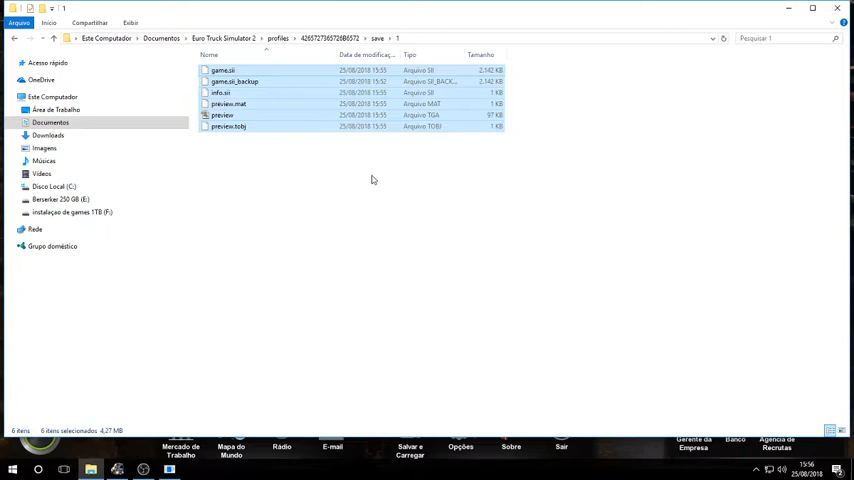 1
Arquivo Início Compartilhar Exibir
Este Computador > Documentos > Euro Truck Simulator 2 > profiles > 4265727365726B6572 > save > 1
Pesquisar 1
Nome Data de modificaç... Tipo Tamanho
Acesso rápido
OneDrive
Este Computador
Área de Trabalho
Documentos
Downloads
Imagens
Músicas
Vídeos
Disco Local (C:)
Berserker 250 GB (E:)
instalaçao de games 1TB (F:)
Rede
Grupo doméstico
game.sii 25/08/2018 15:55 Arquivo SII 2.142 KB
game.sii_backup 25/08/2018 15:52 Arquivo SII_BACK... 2.142 KB
info.sii 25/08/2018 15:55 Arquivo SII 1 KB
preview.mat 25/08/2018 15:55 Arquivo MAT 1 KB
preview 25/08/2018 15:55 Arquivo TGA 97 KB
preview.tobj 25/08/2018 15:55 Arquivo TOBJ 1 KB
6 itens 6 itens selecionados 4,27 MB
Mercado de Trabalho
Mapa do Mundo
Rádio
E-mail
Salvar e Carregar
Opções
Sobre
Sair
Gerente da Empresa
Banco
Agência de Recrutas
15:56
25/08/2018
2